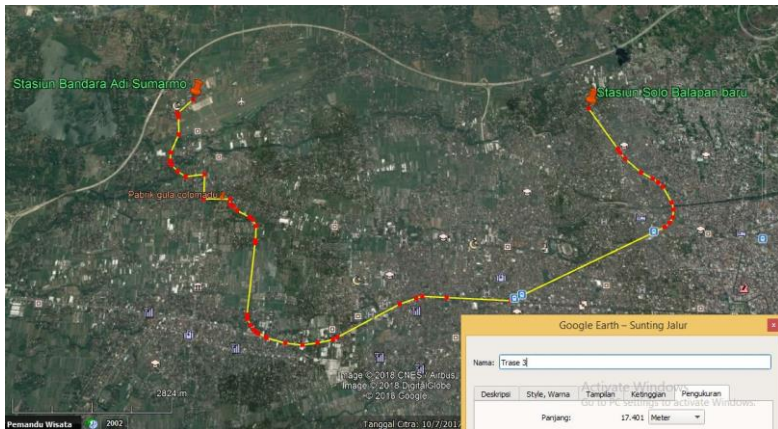 Stasiun Bandara Adi Sumarmo
Stasiun Solo Balapan baru
Pabrik gula colomadu
Google Earth – Sunting Jalur
Nama: Trase 3
Activate Windows
Go to PC settings to activate Windows.
Deskripsi Style, Warna Tampilan Ketinggian Pengukuran
Panjang: 17.401 Meter
Image © 2018 CNES / Airbus
Image © 2018 DigitalGlobe
© 2018 Google
2824 m
Pemandu Wisata 2002
Tanggal Citra: 10/7/201